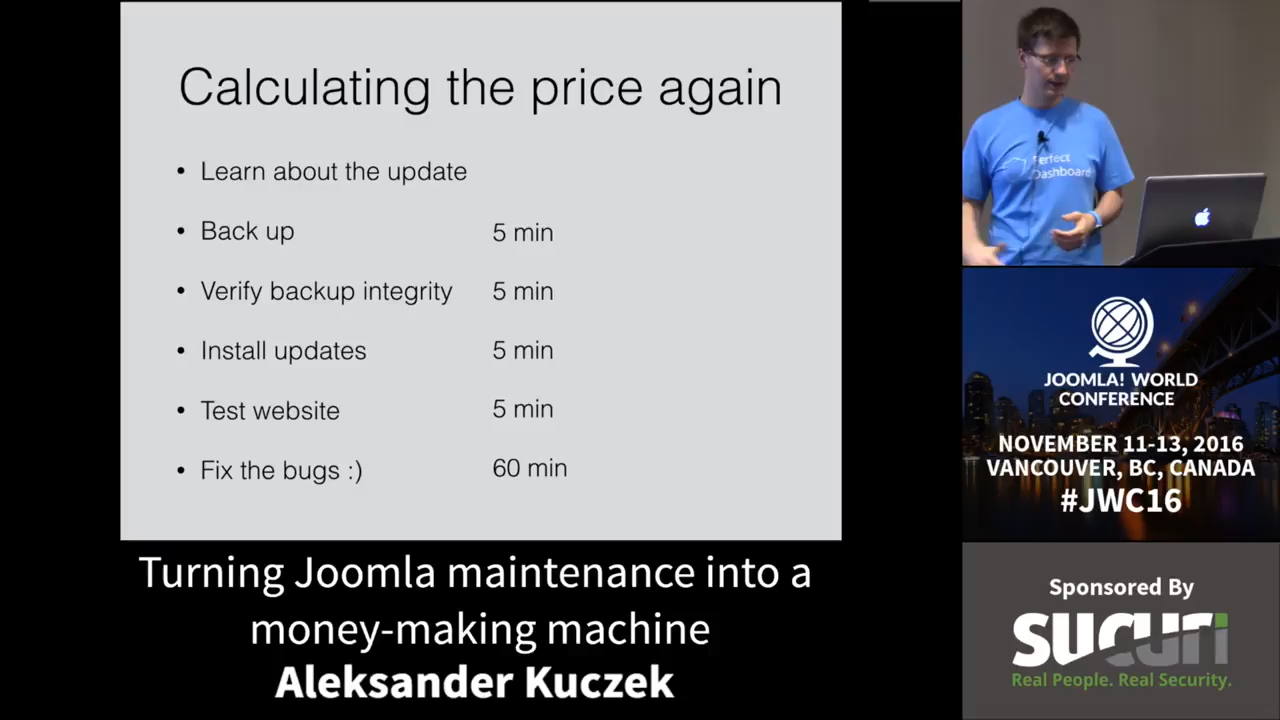 Calculating the price again
• Learn about the update
• Back up 5 min
• Verify backup integrity 5 min
• Install updates 5 min
• Test website 5 min
• Fix the bugs :) 60 min
Turning Joomla maintenance into a
money-making machine
Aleksander Kuczek
Perfect
Dashboard
JOOMLA! WORLD
CONFERENCE
NOVEMBER 11-13, 2016
VANCOUVER, BC, CANADA
#JWC16
Sponsored By
sucuri
Real People. Real Security.